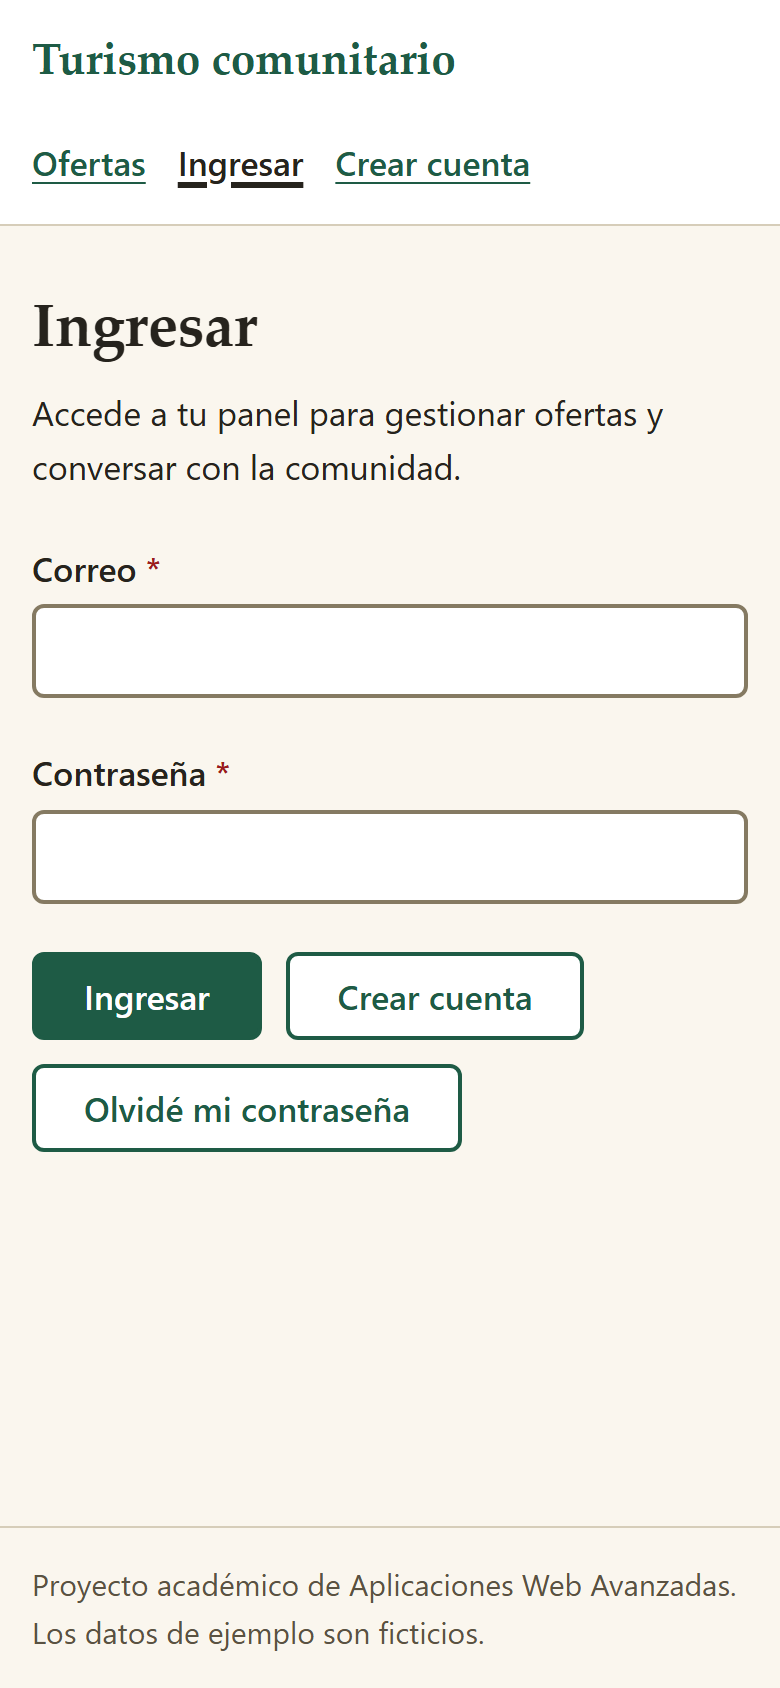 Turismo comunitario
Ofertas Ingresar Crear cuenta
Ingresar
Accede a tu panel para gestionar ofertas y
conversar con la comunidad.
Correo *
Contraseña *
Ingresar Crear cuenta
Olvidé mi contraseña
Proyecto académico de Aplicaciones Web Avanzadas.
Los datos de ejemplo son ficticios.